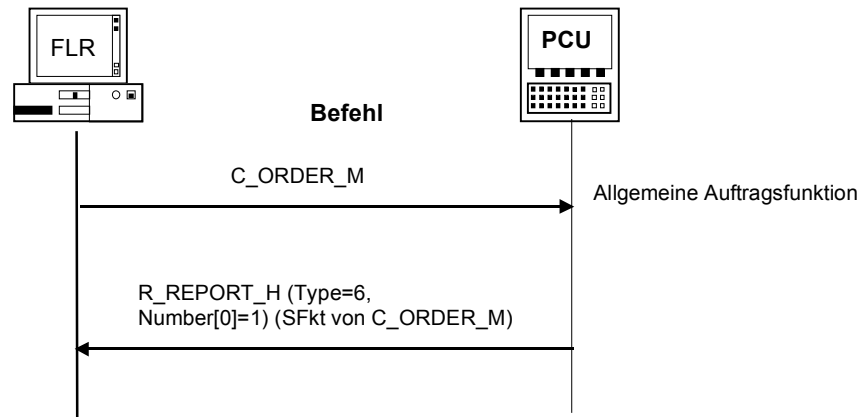 FLR
PCU
Befehl
C_ORDER_M
Allgemeine Auftragsfunktion
R_REPORT_H (Type=6,
Number[0]=1) (SFkt von C_ORDER_M)